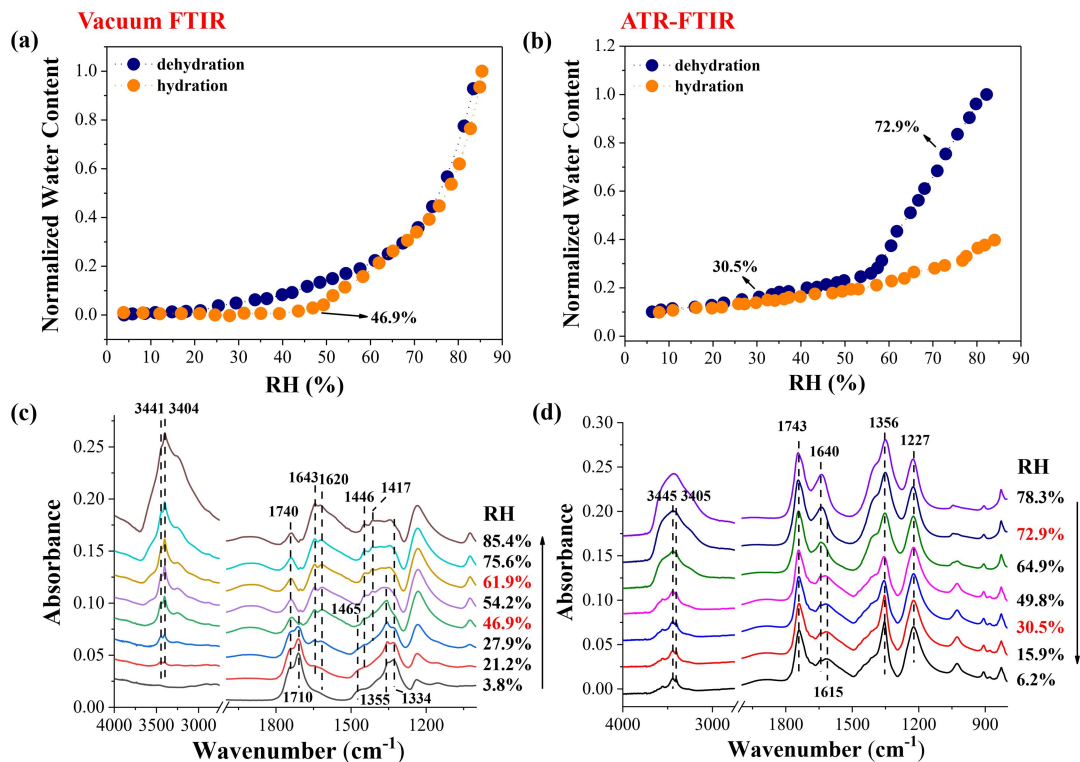 Vacuum FTIR
ATR-FTIR
(a)
dehydration
hydration
46.9%
1.0
0.8
0.6
0.4
0.2
0.0
Normalized Water Content
0 10 20 30 40 50 60 70 80 90
RH (%)
(b)
dehydration
hydration
72.9%
30.5%
1.2
1.0
0.8
0.6
0.4
0.2
0.0
Normalized Water Content
0 10 20 30 40 50 60 70 80 90
RH (%)
(c)
3441 3404
1643 1620
1446 1417
1740
1465
1710
1355 1334
RH
85.4%
75.6%
61.9%
54.2%
46.9%
27.9%
21.2%
3.8%
0.25
0.20
0.15
0.10
0.05
0.00
Absorbance
4000 3500 3000 1800 1500 1200
Wavenumber (cm-1)
(d)
3445 3405
1743
1640
1356
1227
1615
RH
78.3%
72.9%
64.9%
49.8%
30.5%
15.9%
6.2%
0.30
0.25
0.20
0.15
0.10
0.05
0.00
Absorbance
4000 3000 1800 1500 1200 900
Wavenumber (cm-1)